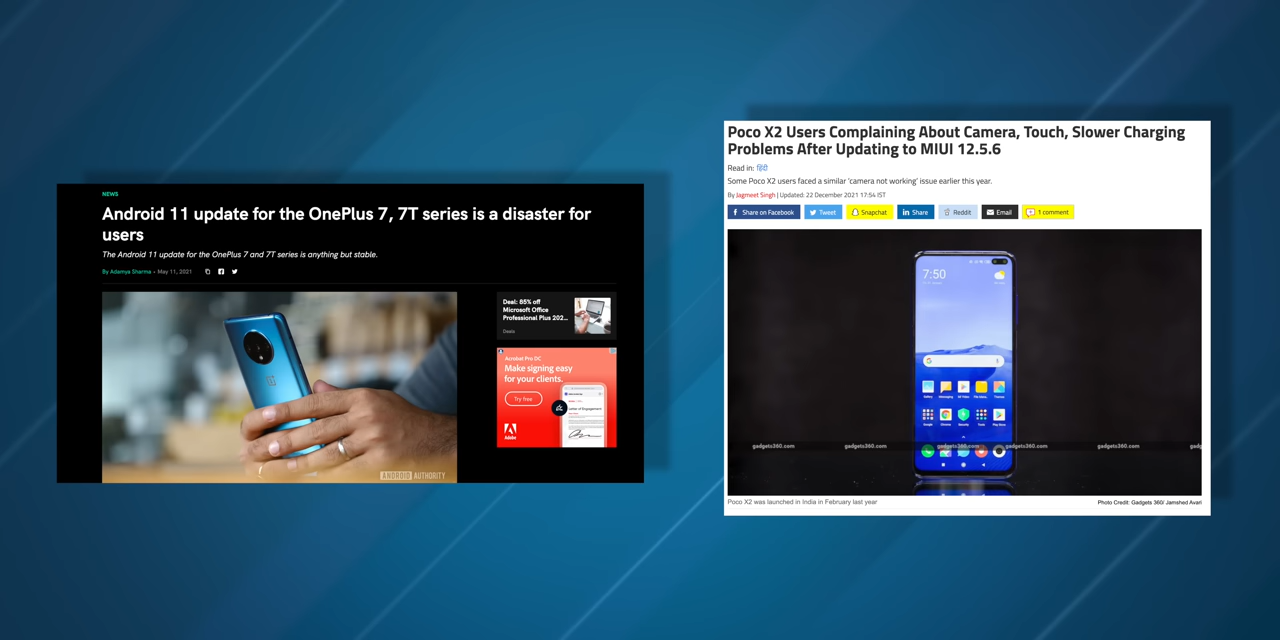 NEWS
Android 11 update for the OnePlus 7, 7T series is a disaster for
users
The Android 11 update for the OnePlus 7 and 7T series is anything but stable.
By Adamya Sharma • May 11, 2021
Deal: 85% off
Microsoft Office
Professional Plus 202...
Deals
Acrobat Pro DC
Make signing easy
for your clients.
Try free
Letter of Engagement
Adobe
ANDROID AUTHORITY
Poco X2 Users Complaining About Camera, Touch, Slower Charging
Problems After Updating to MIUI 12.5.6
Read in: हिंदी
Some Poco X2 users faced a similar 'camera not working' issue earlier this year.
By Jagmeet Singh | Updated: 22 December 2021 17:54 IST
Share on Facebook Tweet Snapchat Share Reddit Email 1 comment
7:50
gadgets360.com gadgets360.com gadgets360.com gadgets360.com gadgets360.com gadg
Poco X2 was launched in India in February last year
Photo Credit: Gadgets 360/ Jamshed Avari